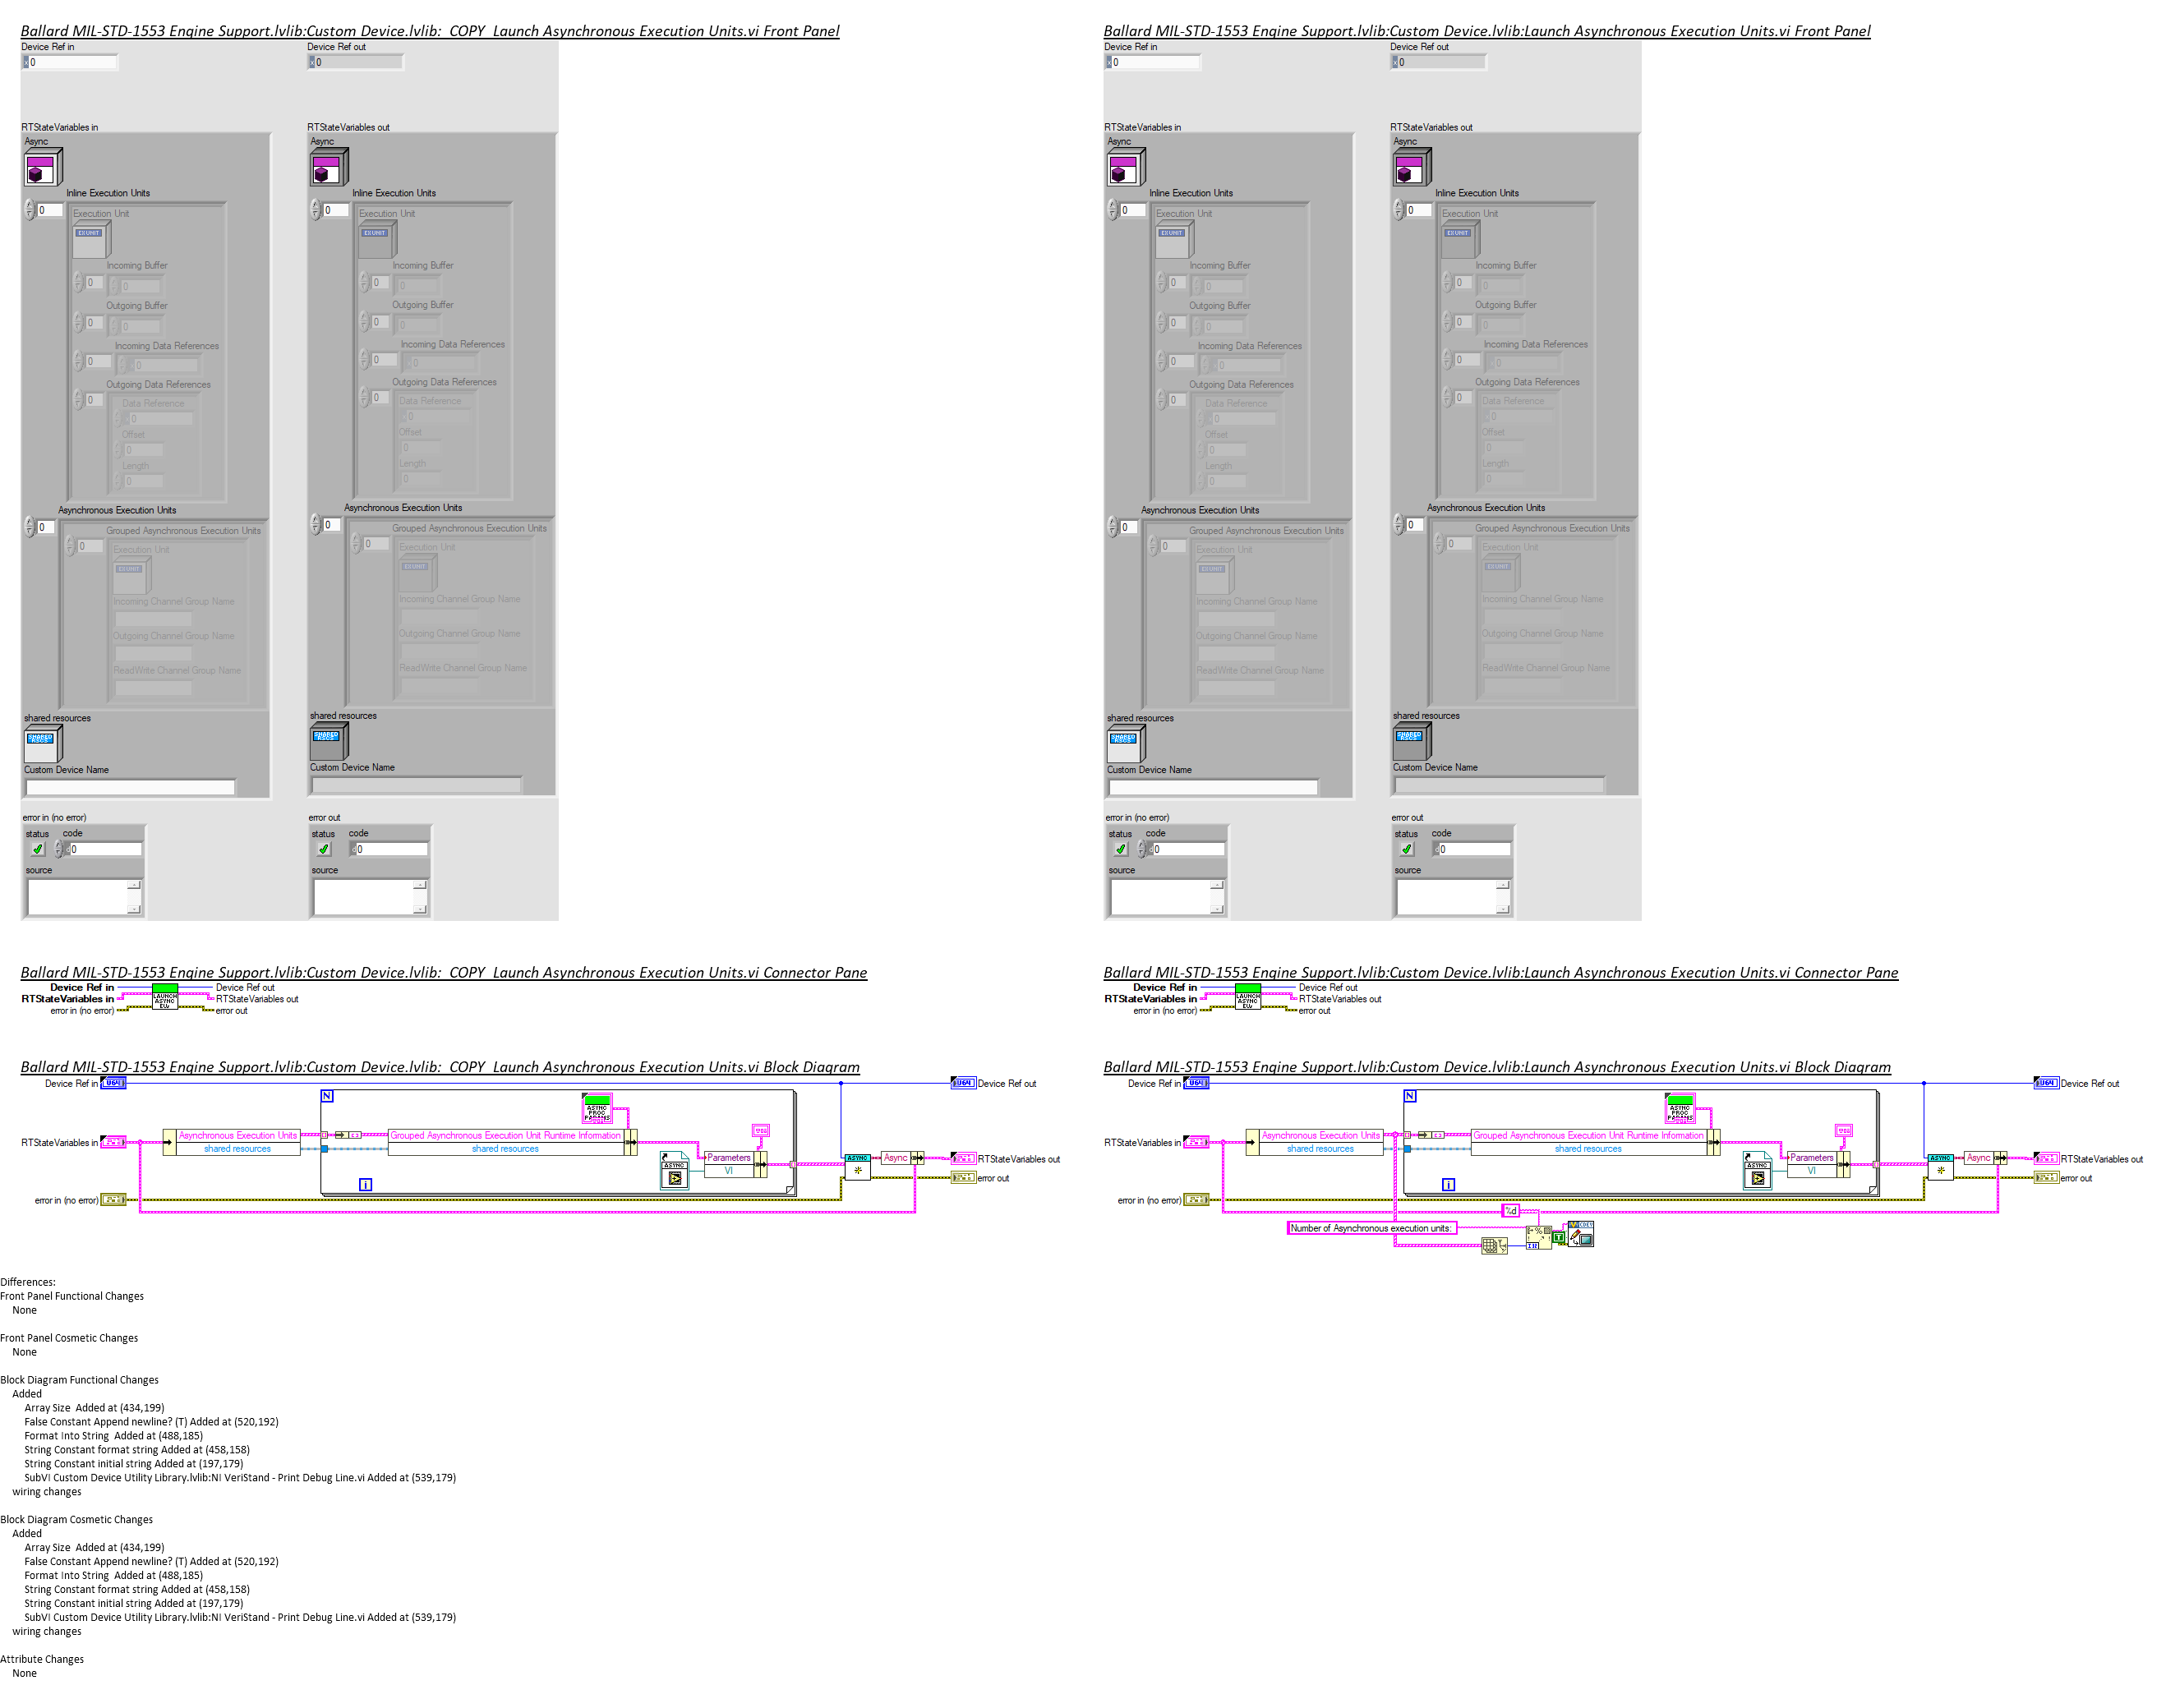 Ballard MIL-STD-1553 Engine Support.lvlib:Custom Device.lvlib:_COPY_Launch Asynchronous Execution Units.vi Front Panel
Device Ref in
Device Ref out
0
0
RTStateVariables in
RTStateVariables out
Async
Async
Inline Execution Units
Inline Execution Units
0
0
Execution Unit
Execution Unit
EX UNIT
EX UNIT
Incoming Buffer
Incoming Buffer
0
0
0
0
Outgoing Buffer
Outgoing Buffer
0
0
0
0
Incoming Data References
Incoming Data References
0
0
0
0
Outgoing Data References
Outgoing Data References
0
0
Data Reference
Data Reference
0
0
Offset
Offset
0
0
Length
Length
0
0
Asynchronous Execution Units
Asynchronous Execution Units
0
0
Grouped Asynchronous Execution Units
Grouped Asynchronous Execution Units
0
0
Execution Unit
Execution Unit
EX UNIT
EX UNIT
Incoming Channel Group Name
Incoming Channel Group Name
Outgoing Channel Group Name
Outgoing Channel Group Name
ReadWrite Channel Group Name
ReadWrite Channel Group Name
shared resources
shared resources
SHARED RSCS
SHARED RSCS
Custom Device Name
Custom Device Name
error in (no error)
error out
status code
status code
0
0
source
source
Ballard MIL-STD-1553 Engine Support.lvlib:Custom Device.lvlib:Launch Asynchronous Execution Units.vi Front Panel
Device Ref in
Device Ref out
0
0
RTStateVariables in
RTStateVariables out
Async
Async
Inline Execution Units
Inline Execution Units
0
0
Execution Unit
Execution Unit
EX UNIT
EX UNIT
Incoming Buffer
Incoming Buffer
0
0
0
0
Outgoing Buffer
Outgoing Buffer
0
0
0
0
Incoming Data References
Incoming Data References
0
0
0
0
Outgoing Data References
Outgoing Data References
0
0
Data Reference
Data Reference
0
0
Offset
Offset
0
0
Length
Length
0
0
Asynchronous Execution Units
Asynchronous Execution Units
0
0
Grouped Asynchronous Execution Units
Grouped Asynchronous Execution Units
0
0
Execution Unit
Execution Unit
EX UNIT
EX UNIT
Incoming Channel Group Name
Incoming Channel Group Name
Outgoing Channel Group Name
Outgoing Channel Group Name
ReadWrite Channel Group Name
ReadWrite Channel Group Name
shared resources
shared resources
SHARED RSCS
SHARED RSCS
Custom Device Name
Custom Device Name
error in (no error)
error out
status code
status code
0
0
source
source
Ballard MIL-STD-1553 Engine Support.lvlib:Custom Device.lvlib:_COPY_Launch Asynchronous Execution Units.vi Connector Pane
Device Ref in
Device Ref out
RTStateVariables in
RTStateVariables out
error in (no error)
error out
LAUNCH
ASYNC
EUs
Ballard MIL-STD-1553 Engine Support.lvlib:Custom Device.lvlib:Launch Asynchronous Execution Units.vi Connector Pane
Device Ref in
Device Ref out
RTStateVariables in
RTStateVariables out
error in (no error)
error out
LAUNCH
ASYNC
EUs
Ballard MIL-STD-1553 Engine Support.lvlib:Custom Device.lvlib:_COPY_Launch Asynchronous Execution Units.vi Block Diagram
Device Ref in
U64
U64
Device Ref out
N
ASYNC
PROC
PARAMS
RTStateVariables in
Asynchronous Execution Units
shared resources
Grouped Asynchronous Execution Unit Runtime Information
shared resources
ASYNC
Parameters
VI
ASYNC
Async
RTStateVariables out
error out
i
error in (no error)
Ballard MIL-STD-1553 Engine Support.lvlib:Custom Device.lvlib:Launch Asynchronous Execution Units.vi Block Diagram
Device Ref in
U64
U64
Device Ref out
N
ASYNC
PROC
PARAMS
RTStateVariables in
Asynchronous Execution Units
shared resources
Grouped Asynchronous Execution Unit Runtime Information
shared resources
ASYNC
Parameters
VI
ASYNC
Async
RTStateVariables out
error out
i
error in (no error)
%d
Number of Asynchronous execution units:
T
Differences:
Front Panel Functional Changes
None
Front Panel Cosmetic Changes
None
Block Diagram Functional Changes
Added
Array Size  Added at (434,199)
False Constant Append newline? (T) Added at (520,192)
Format Into String  Added at (488,185)
String Constant format string Added at (458,158)
String Constant initial string Added at (197,179)
SubVI Custom Device Utility Library.lvlib:NI VeriStand - Print Debug Line.vi Added at (539,179)
wiring changes
Block Diagram Cosmetic Changes
Added
Array Size  Added at (434,199)
False Constant Append newline? (T) Added at (520,192)
Format Into String  Added at (488,185)
String Constant format string Added at (458,158)
String Constant initial string Added at (197,179)
SubVI Custom Device Utility Library.lvlib:NI VeriStand - Print Debug Line.vi Added at (539,179)
wiring changes
Attribute Changes
None